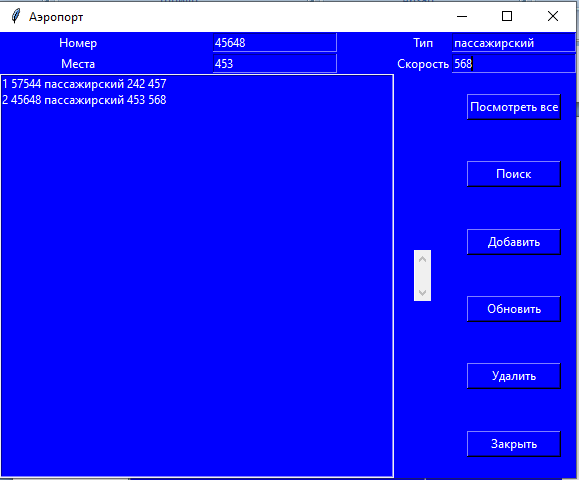 Аэропорт
Номер 45648 Тип пассажирский
Места 453 Скорость 568
1 57544 пассажирский 242 457
2 45648 пассажирский 453 568
Посмотреть все
Поиск
Добавить
Обновить
Удалить
Закрыть